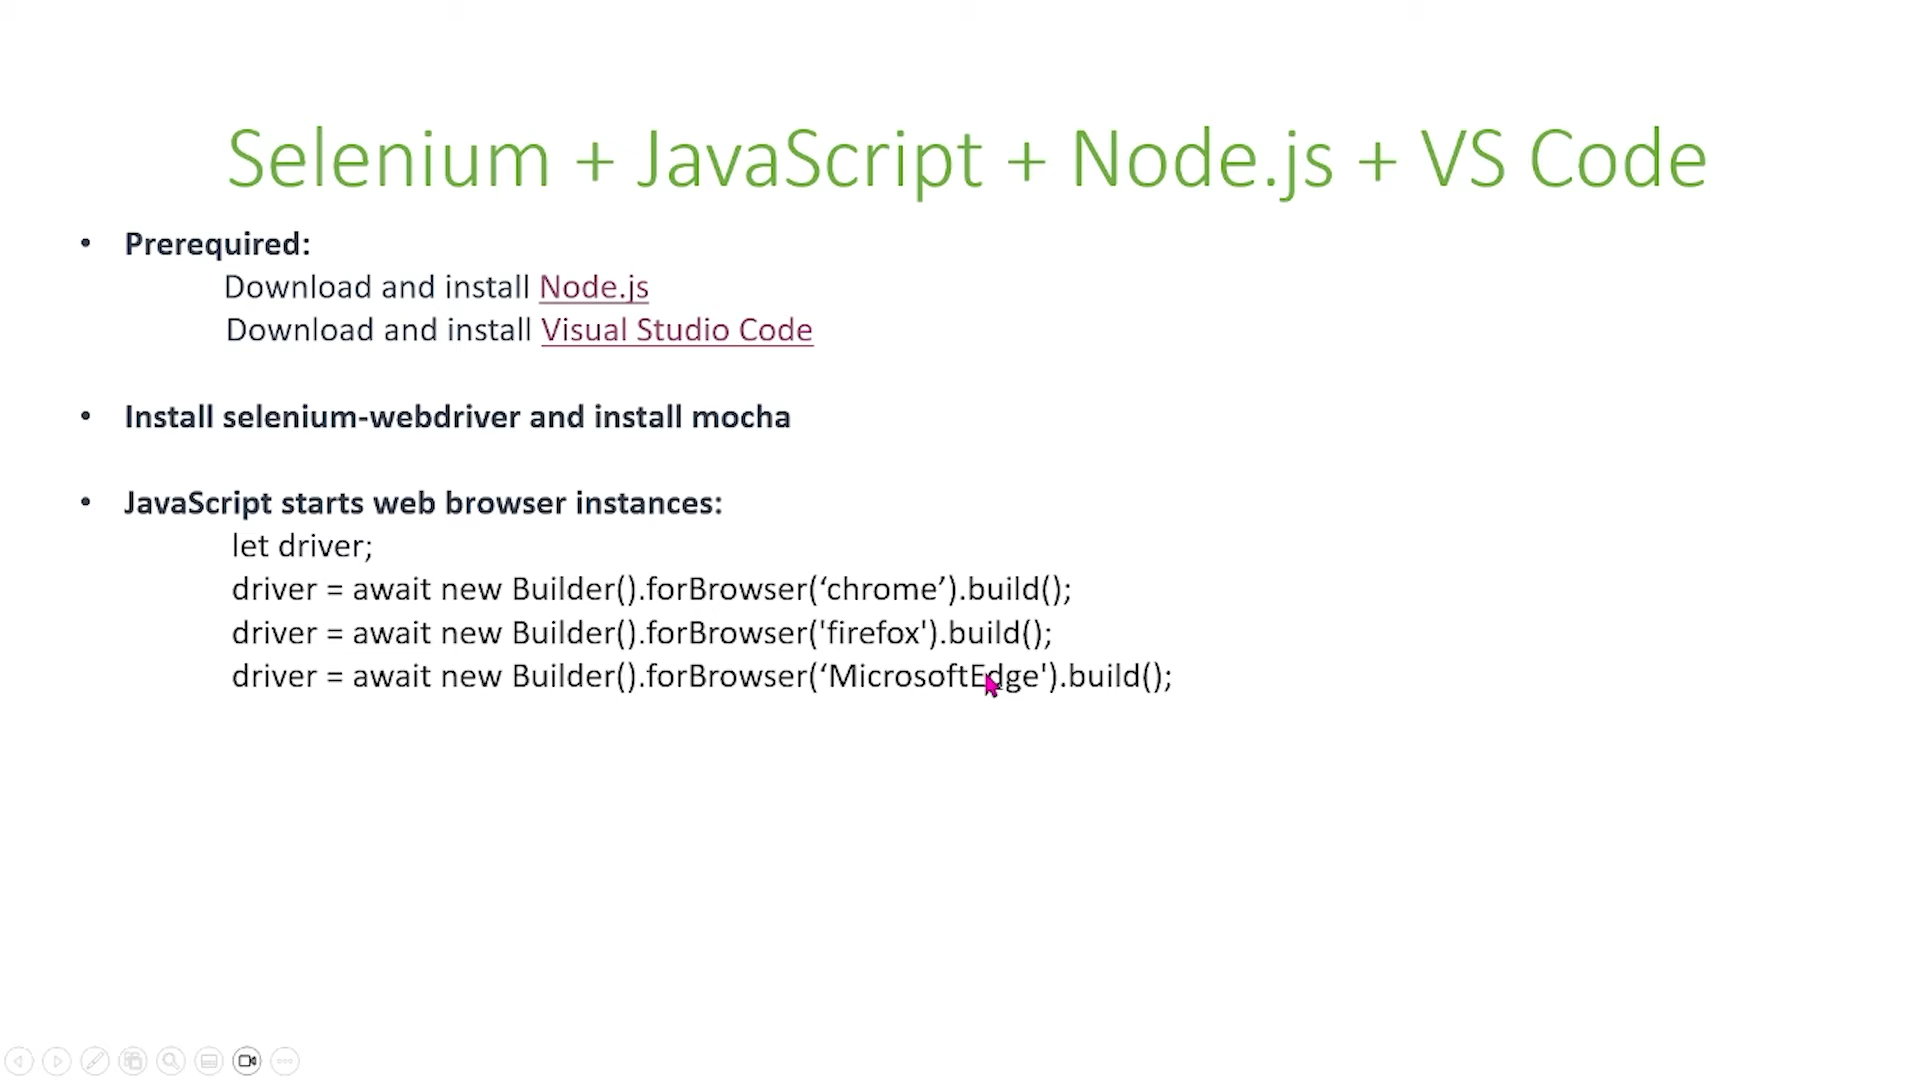 Selenium + JavaScript + Node.js + VS Code
• Prerequired:
Download and install Node.js
Download and install Visual Studio Code
• Install selenium-webdriver and install mocha
• JavaScript starts web browser instances:
let driver;
driver = await new Builder().forBrowser(‘chrome’).build();
driver = await new Builder().forBrowser('firefox').build();
driver = await new Builder().forBrowser(‘MicrosoftEdge').build();